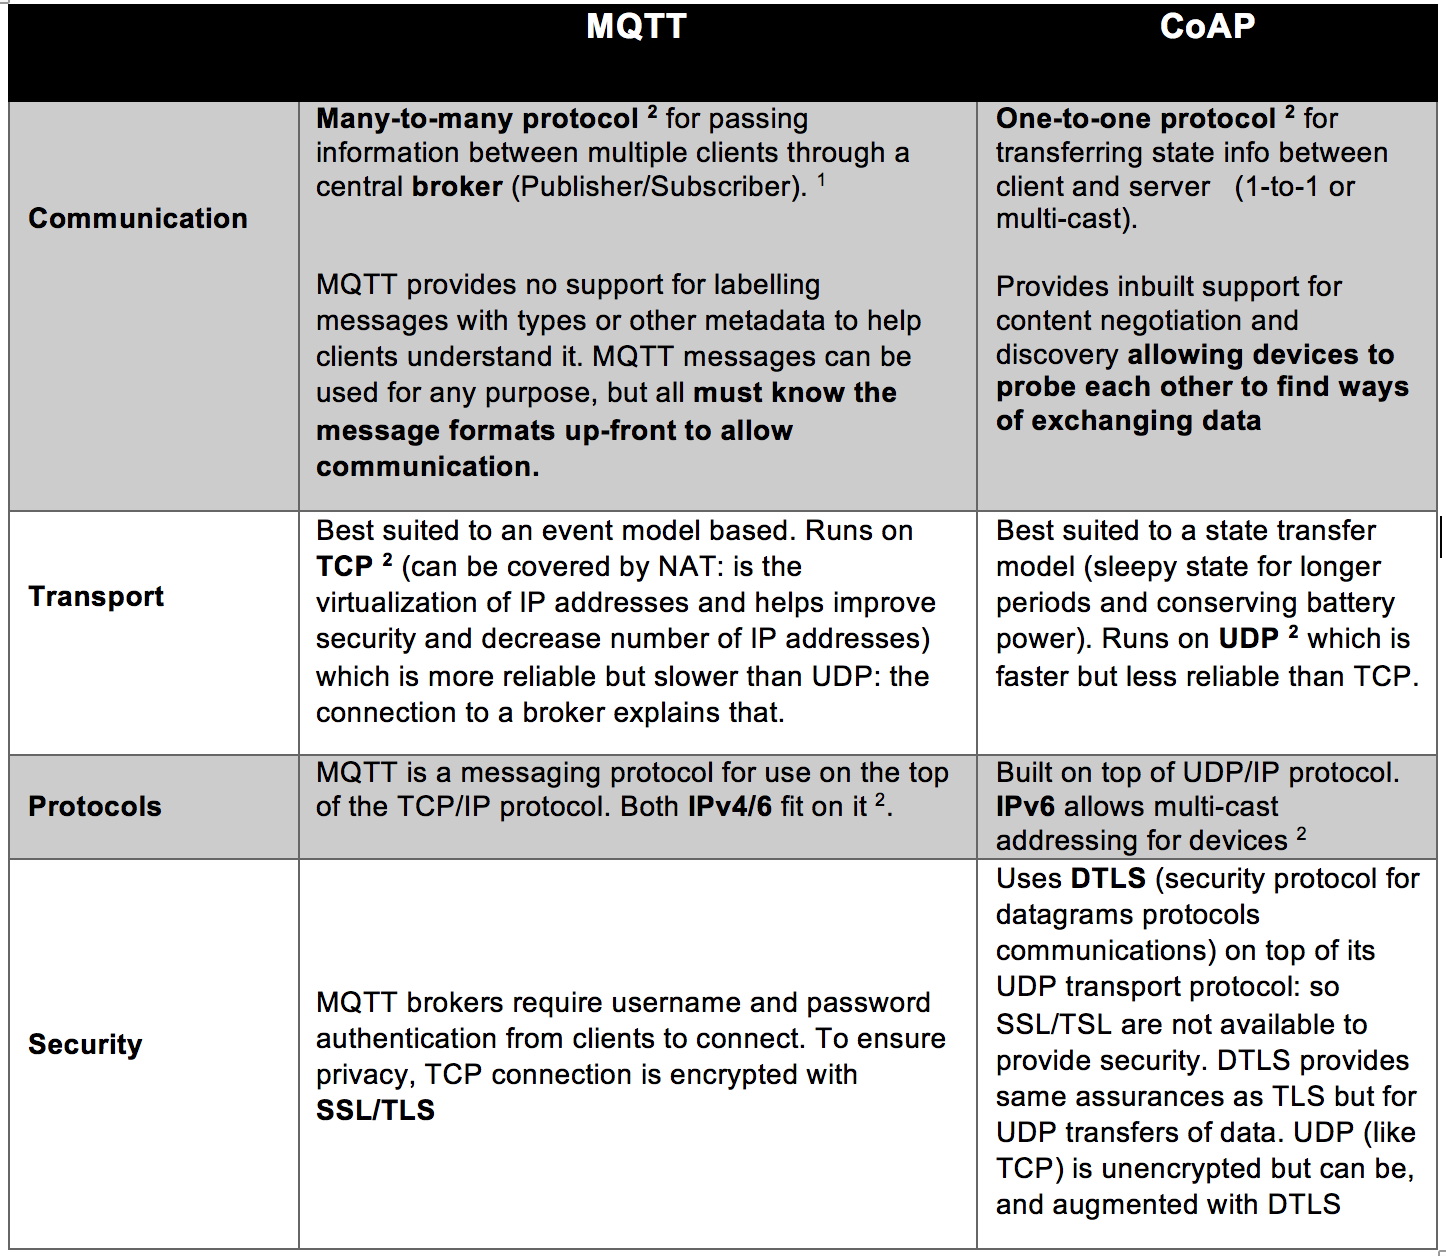 MQTT
CoAP
Communication
Many-to-many protocol ² for passing
information between multiple clients through a
central broker (Publisher/Subscriber). ¹
MQTT provides no support for labelling
messages with types or other metadata to help
clients understand it. MQTT messages can be
used for any purpose, but all must know the
message formats up-front to allow
communication.
One-to-one protocol ² for
transferring state info between
client and server (1-to-1 or
multi-cast).
Provides inbuilt support for
content negotiation and
discovery allowing devices to
probe each other to find ways
of exchanging data
Transport
Best suited to an event model based. Runs on
TCP ² (can be covered by NAT: is the
virtualization of IP addresses and helps improve
security and decrease number of IP addresses)
which is more reliable but slower than UDP: the
connection to a broker explains that.
Best suited to a state transfer
model (sleepy state for longer
periods and conserving battery
power). Runs on UDP ² which is
faster but less reliable than TCP.
Protocols
MQTT is a messaging protocol for use on the top
of the TCP/IP protocol. Both IPv4/6 fit on it ².
Built on top of UDP/IP protocol.
IPv6 allows multi-cast
addressing for devices ²
Security
MQTT brokers require username and password
authentication from clients to connect. To ensure
privacy, TCP connection is encrypted with
SSL/TLS
Uses DTLS (security protocol for
datagrams protocols
communications) on top of its
UDP transport protocol: so
SSL/TSL are not available to
provide security. DTLS provides
same assurances as TLS but for
UDP transfers of data. UDP (like
TCP) is unencrypted but can be,
and augmented with DTLS